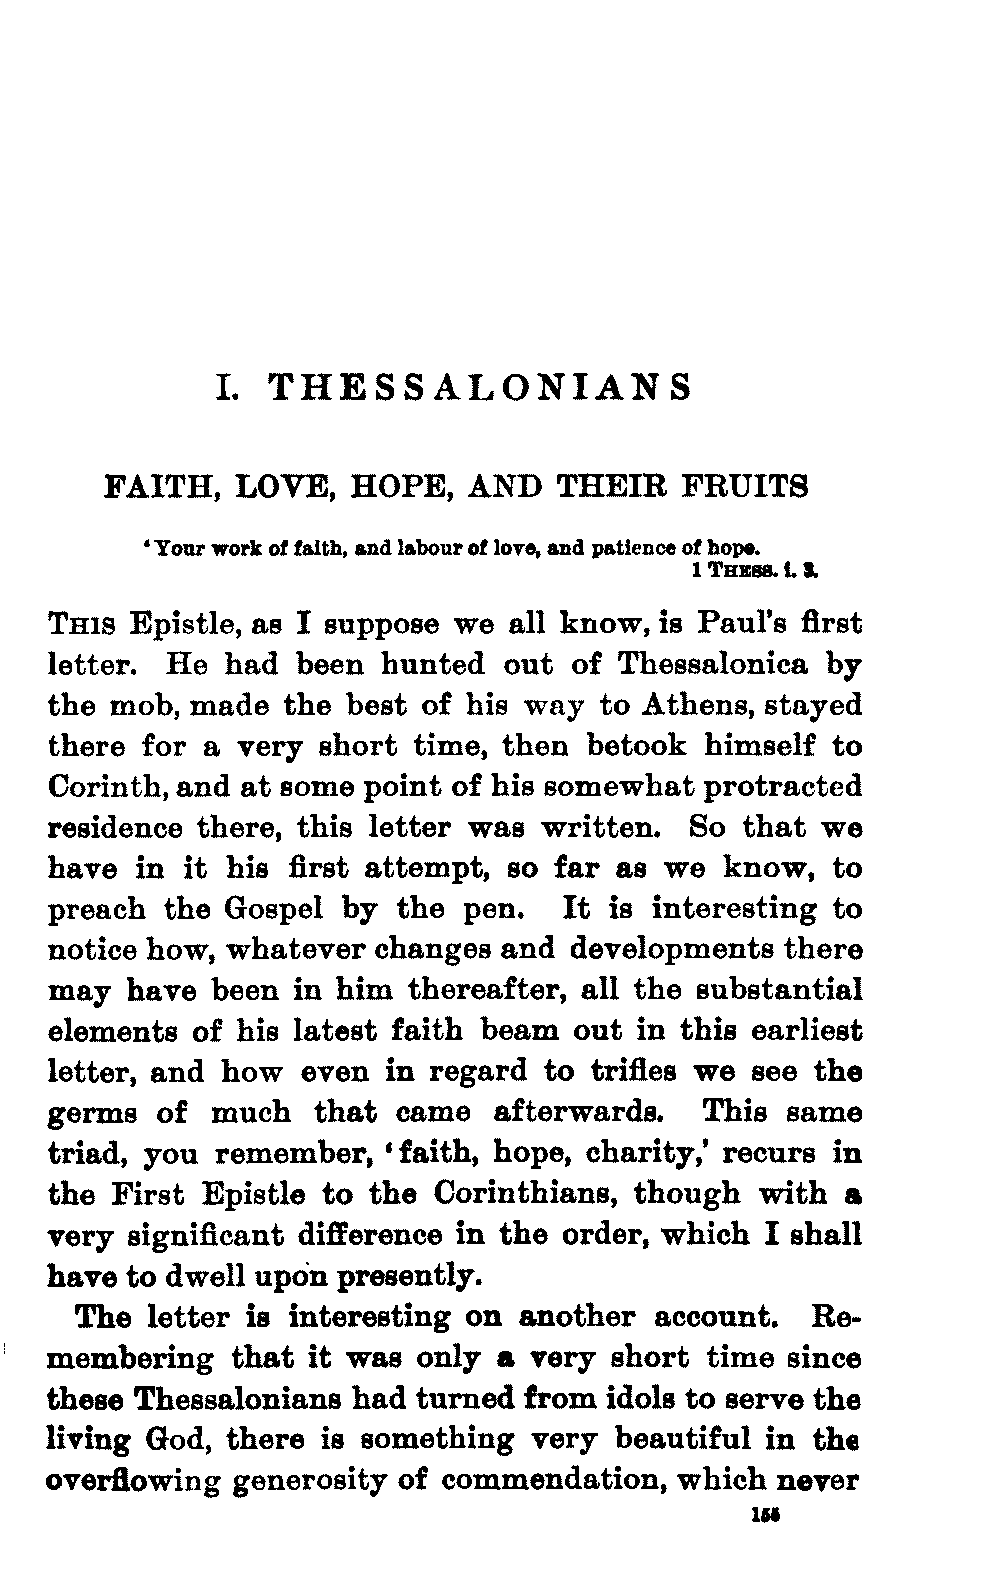 I. THESSALONIANS
FAITH, LOVE, HOPE, AND THEIR FRUITS
‘Your work of faith, and labour of love, and patience of hope.
1 THESS. i. 3.
THIS Epistle, as I suppose we all know, is Paul’s first
letter. He had been hunted out of Thessalonica by
the mob, made the best of his way to Athens, stayed
there for a very short time, then betook himself to
Corinth, and at some point of his somewhat protracted
residence there, this letter was written. So that we
have in it his first attempt, so far as we know, to
preach the Gospel by the pen. It is interesting to
notice how, whatever changes and developments there
may have been in him thereafter, all the substantial
elements of his latest faith beam out in this earliest
letter, and how even in regard to trifles we see the
germs of much that came afterwards. This same
triad, you remember, ‘faith, hope, charity,’ recurs in
the First Epistle to the Corinthians, though with a
very significant difference in the order, which I shall
have to dwell upon presently.
The letter is interesting on another account. Re-
membering that it was only a very short time since
these Thessalonians had turned from idols to serve the
living God, there is something very beautiful in the
overflowing generosity of commendation, which never
155